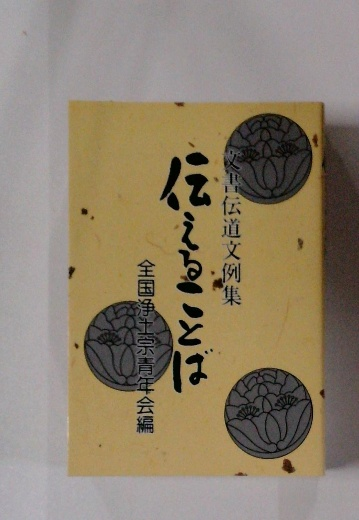 文書伝道文例集
伝えることば
全国浄土宗青年会編